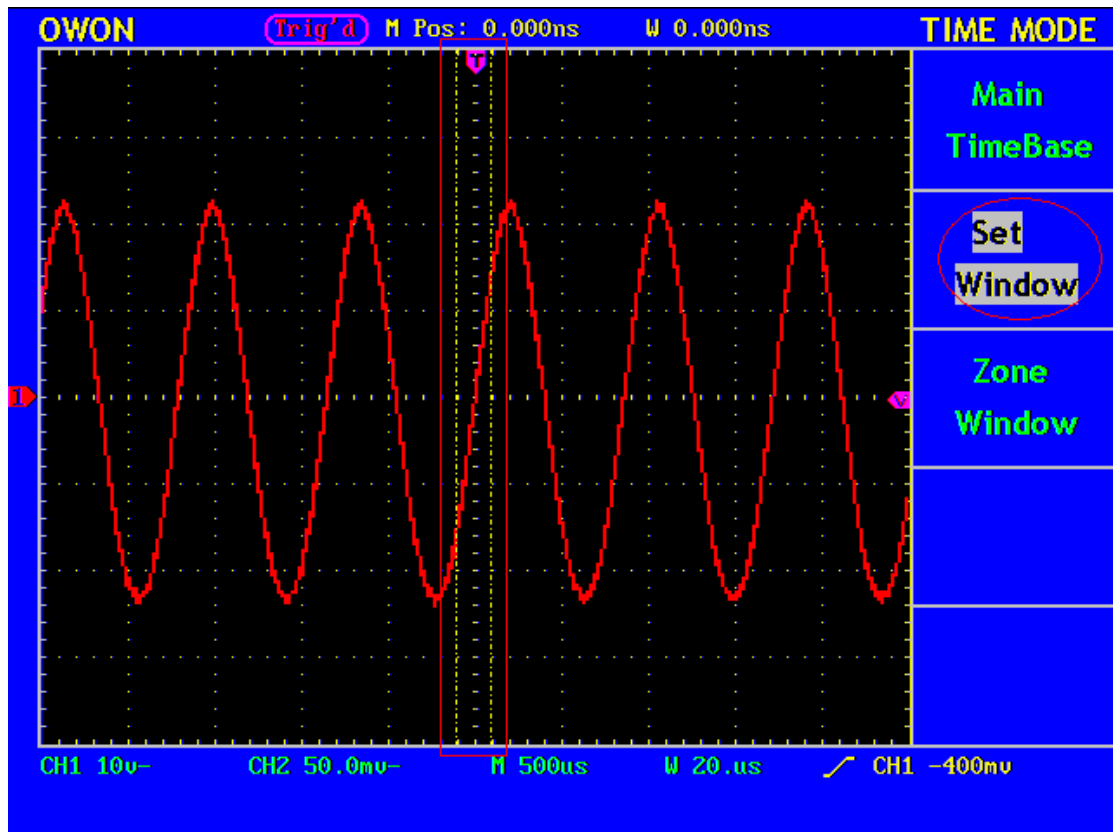 OWON Trig'd M Pos: 0.000ns W 0.000ns TIME MODE
T
Main
TimeBase
Set
Window
Zone
Window
1
V
CH1 10v- CH2 50.0mv- M 500us W 20.us CH1 -400mv